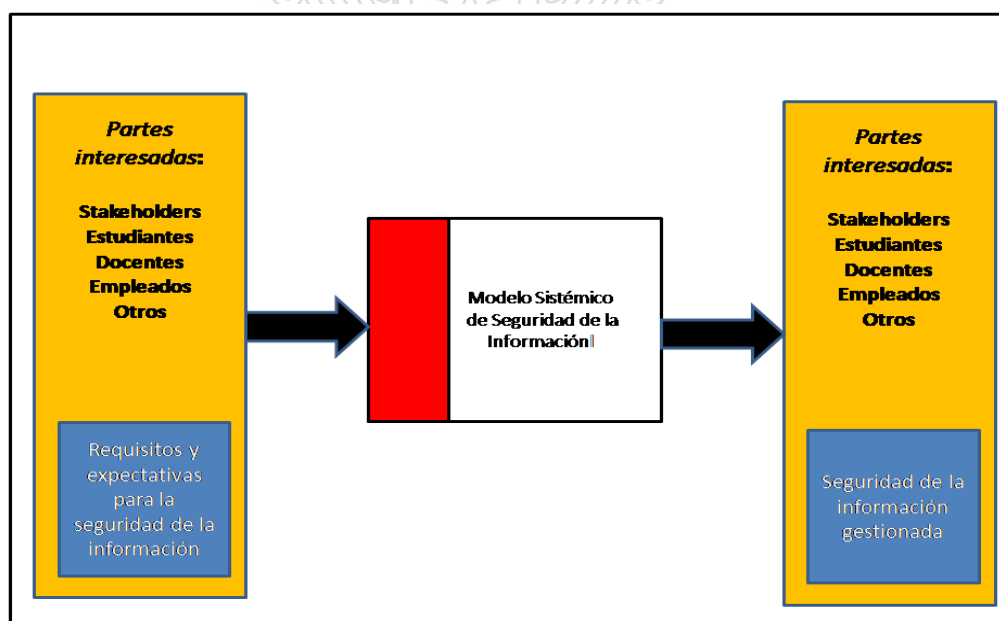 Partes
interesadas:
Stakeholders
Estudiantes
Docentes
Empleados
Otros
Requisitos y
expectativas
para la
seguridad de la
información
Modelo Sistémico
de Seguridad de la
Información
Partes
interesadas:
Stakeholders
Estudiantes
Docentes
Empleados
Otros
Seguridad de la
información
gestionada